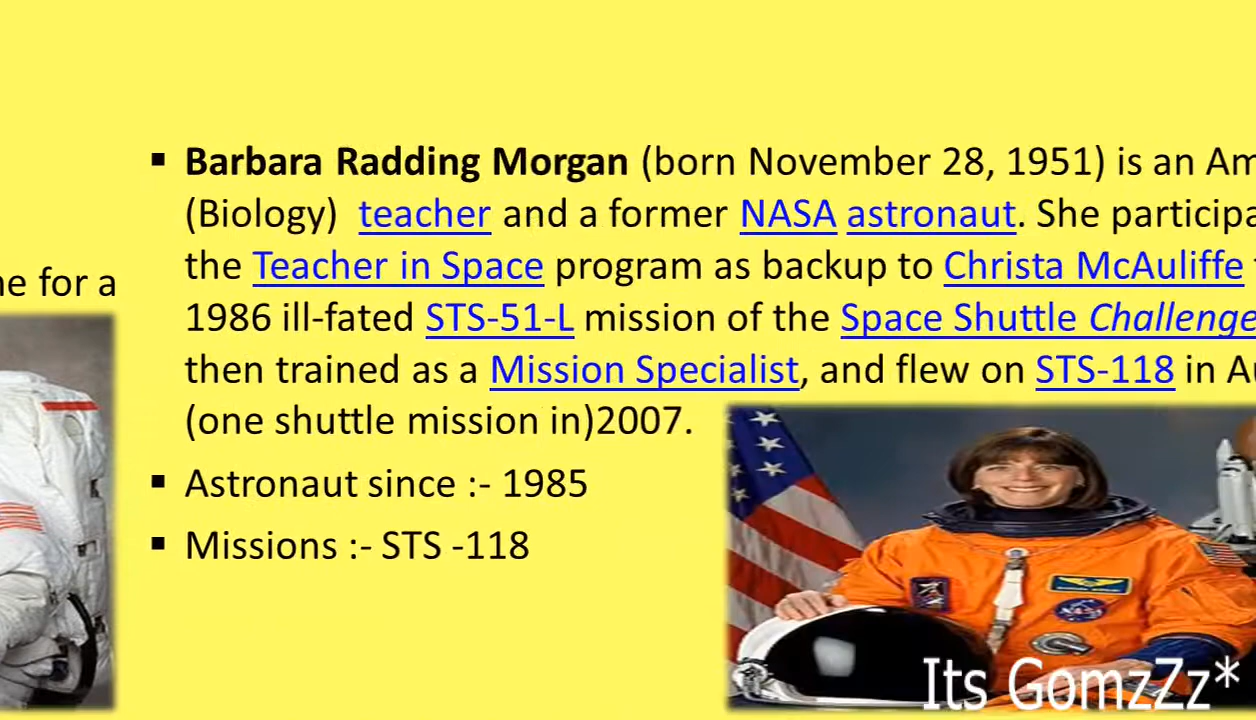 ne for a
▪ Barbara Radding Morgan (born November 28, 1951) is an Am
(Biology) teacher and a former NASA astronaut. She participa
the Teacher in Space program as backup to Christa McAuliffe
1986 ill-fated STS-51-L mission of the Space Shuttle Challenge
then trained as a Mission Specialist, and flew on STS-118 in Au
(one shuttle mission in)2007.
▪ Astronaut since :- 1985
▪ Missions :- STS -118
Its GomzZz*